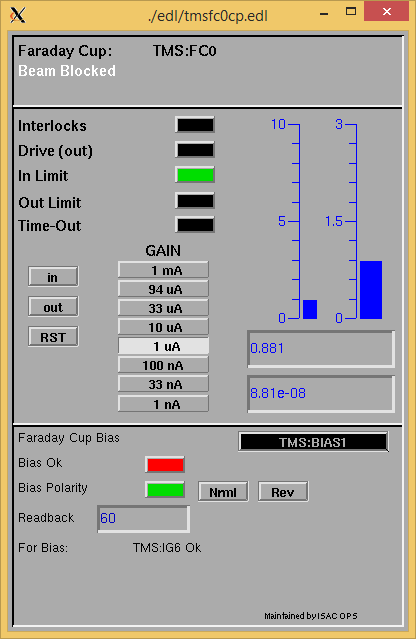 ./edl/tmsfc0cp.edl
Faraday Cup: TMS:FC0
Beam Blocked
Interlocks
Drive (out)
In Limit
Out Limit
Time-Out
10
5
0
3
1.5
0
GAIN
in
out
RST
1 mA
94 uA
33 uA
10 uA
1 uA
100 nA
33 nA
1 nA
0.881
8.81e-08
Faraday Cup Bias TMS:BIAS1
Bias Ok
Bias Polarity Nrml Rev
Readback 60
For Bias: TMS:IG6 Ok
Maintained by ISAC OPS